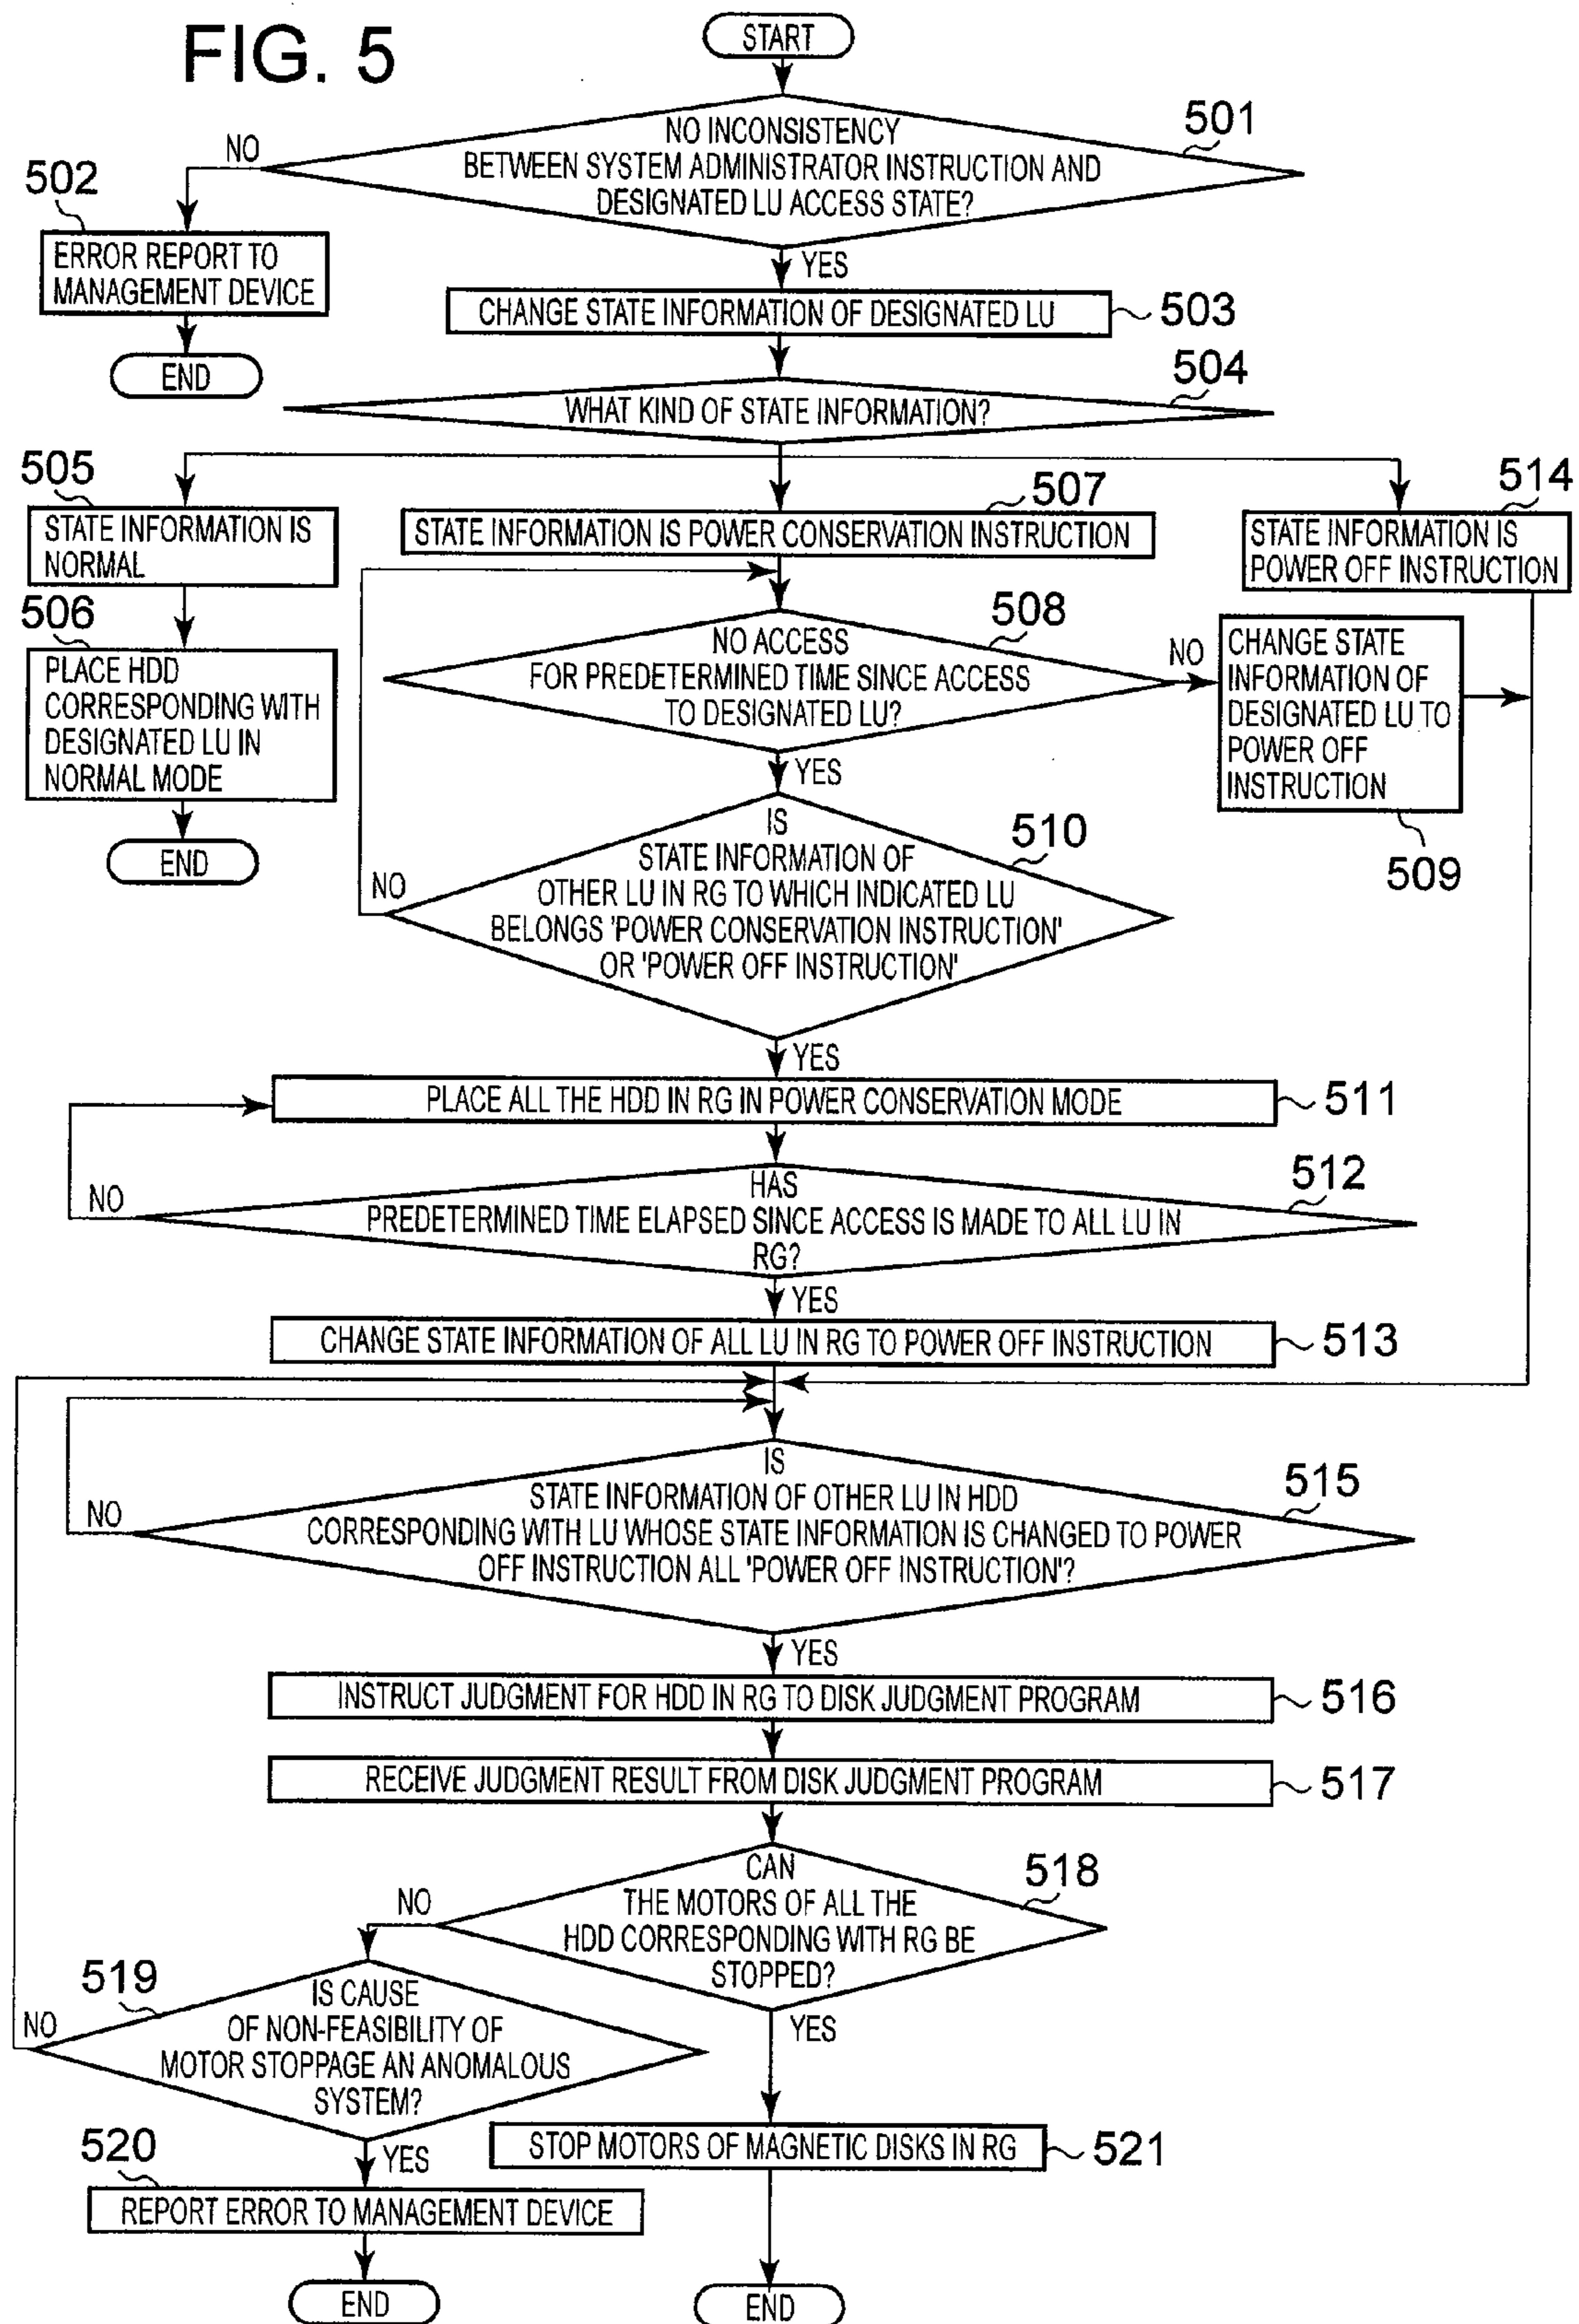 FIG. 5
START
NO INCONSISTENCY
BETWEEN SYSTEM ADMINISTRATOR INSTRUCTION AND
DESIGNATED LU ACCESS STATE?
501
NO
502
ERROR REPORT TO
MANAGEMENT DEVICE
END
YES
CHANGE STATE INFORMATION OF DESIGNATED LU
503
504
WHAT KIND OF STATE INFORMATION?
505
STATE INFORMATION IS
NORMAL
506
PLACE HDD
CORRESPONDING WITH
DESIGNATED LU IN
NORMAL MODE
END
507
STATE INFORMATION IS POWER CONSERVATION INSTRUCTION
514
STATE INFORMATION IS
POWER OFF INSTRUCTION
508
NO ACCESS
FOR PREDETERMINED TIME SINCE ACCESS
TO DESIGNATED LU?
NO
CHANGE STATE
INFORMATION OF
DESIGNATED LU TO
POWER OFF
INSTRUCTION
509
YES
510
IS
STATE INFORMATION OF
OTHER LU IN RG TO WHICH INDICATED LU
BELONGS 'POWER CONSERVATION INSTRUCTION'
OR 'POWER OFF INSTRUCTION'
NO
YES
PLACE ALL THE HDD IN RG IN POWER CONSERVATION MODE
511
512
HAS
PREDETERMINED TIME ELAPSED SINCE ACCESS IS MADE TO ALL LU IN
RG?
NO
YES
CHANGE STATE INFORMATION OF ALL LU IN RG TO POWER OFF INSTRUCTION
513
515
IS
STATE INFORMATION OF OTHER LU IN HDD
CORRESPONDING WITH LU WHOSE STATE INFORMATION IS CHANGED TO POWER
OFF INSTRUCTION ALL 'POWER OFF INSTRUCTION'?
NO
YES
INSTRUCT JUDGMENT FOR HDD IN RG TO DISK JUDGMENT PROGRAM
516
RECEIVE JUDGMENT RESULT FROM DISK JUDGMENT PROGRAM
517
518
CAN
THE MOTORS OF ALL THE
HDD CORRESPONDING WITH RG BE
STOPPED?
NO
519
IS CAUSE
OF NON-FEASIBILITY OF
MOTOR STOPPAGE AN ANOMALOUS
SYSTEM?
NO
YES
YES
520
REPORT ERROR TO MANAGEMENT DEVICE
END
STOP MOTORS OF MAGNETIC DISKS IN RG
521
END